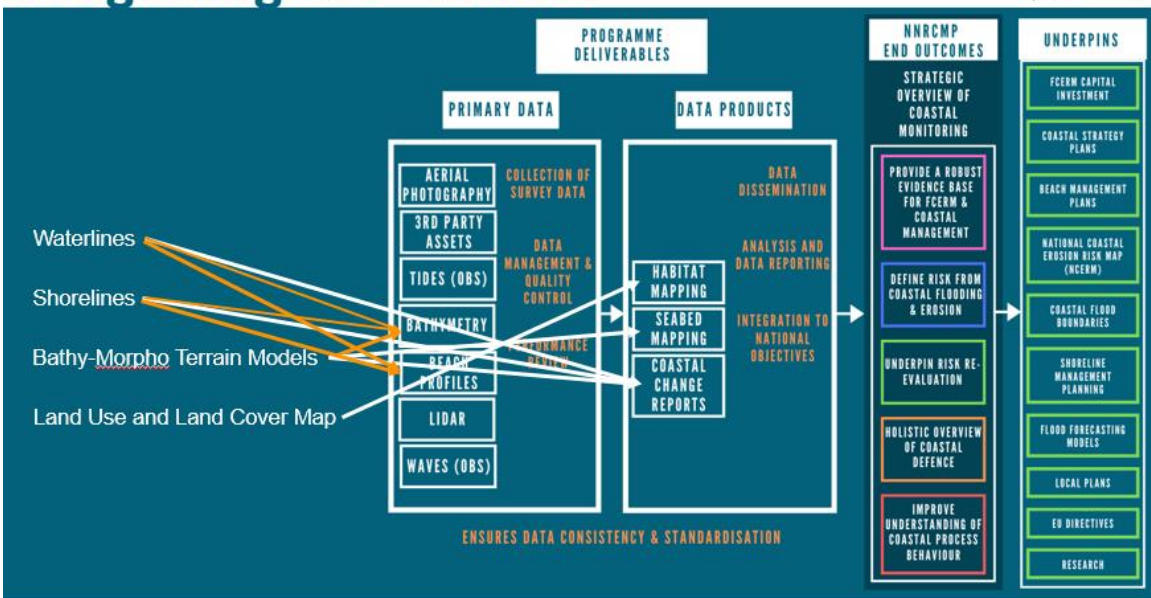 PROGRAMME
DELIVERABLES
PRIMARY DATA
DATA PRODUCTS
NNRCMP
END OUTCOMES
UNDERPINS
Waterlines
Shorelines
Bathy-Morpho Terrain Models
Land Use and Land Cover Map
AERIAL
PHOTOGRAPHY
3RD PARTY
ASSETS
TIDES (OBS)
BATHYMETRY
BEACH
PROFILES
LIDAR
WAVES (OBS)
COLLECTION OF
SURVEY DATA
DATA
MANAGEMENT &
QUALITY
CONTROL
PERFORMANCE
REVIEW
HABITAT
MAPPING
SEABED
MAPPING
COASTAL
CHANGE
REPORTS
DATA
DISSEMINATION
ANALYSIS AND
DATA REPORTING
INTEGRATION TO
NATIONAL
OBJECTIVES
ENSURES DATA CONSISTENCY & STANDARDISATION
STRATEGIC
OVERVIEW OF
COASTAL
MONITORING
PROVIDE A ROBUST
EVIDENCE BASE
FOR FCERM &
COASTAL
MANAGEMENT
DEFINE RISK FROM
COASTAL FLOODING
& EROSION
UNDERPIN RISK RE-
EVALUATION
HOLISTIC OVERVIEW
OF COASTAL
DEFENCE
IMPROVE
UNDERSTANDING OF
COASTAL PROCESS
BEHAVIOUR
FCERM CAPITAL
INVESTMENT
COASTAL STRATEGY
PLANS
BEACH MANAGEMENT
PLANS
NATIONAL COASTAL
EROSION RISK MAP
(NCERM)
COASTAL FLOOD
BOUNDARIES
SHORELINE
MANAGEMENT
PLANNING
FLOOD FORECASTING
MODELS
LOCAL PLANS
EU DIRECTIVES
RESEARCH